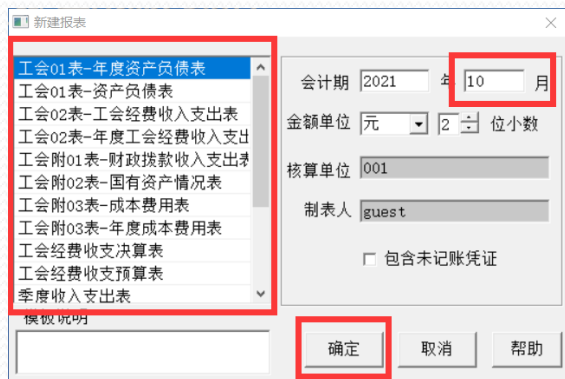 新建报表
工会01表-年度资产负债表
工会01表-资产负债表
工会02表-工会经费收入支出表
工会02表-年度工会经费收入支出
工会附01表-财政拨款收入支出表
工会附02表-国有资产情况表
工会附03表-成本费用表
工会附03表-年度成本费用表
工会经费收支决算表
工会经费收支预算表
季度收入支出表
模板说明
会计期 2021 年 10 月
金额单位 元 2 位小数
核算单位 001
制表人 guest
包含未记账凭证
确定 取消 帮助